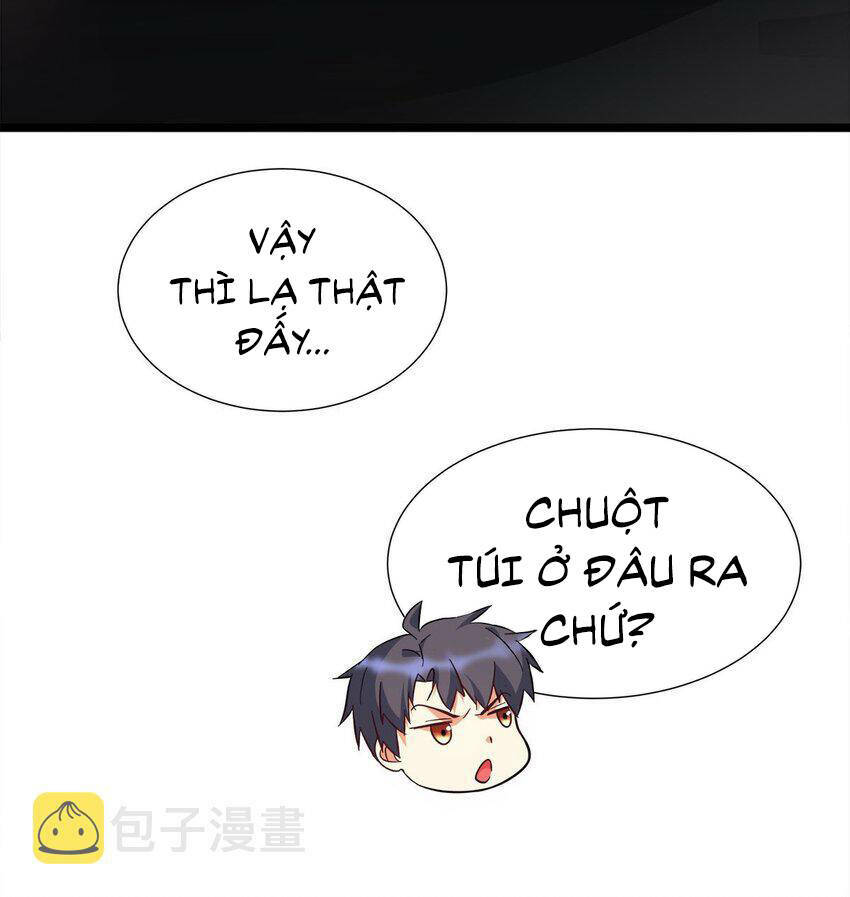 VẬY
THÌ LẠ THẬT
ĐẤY...
CHUỘT
TÚI Ở ĐÂU RA
CHỨ?
包子漫畫